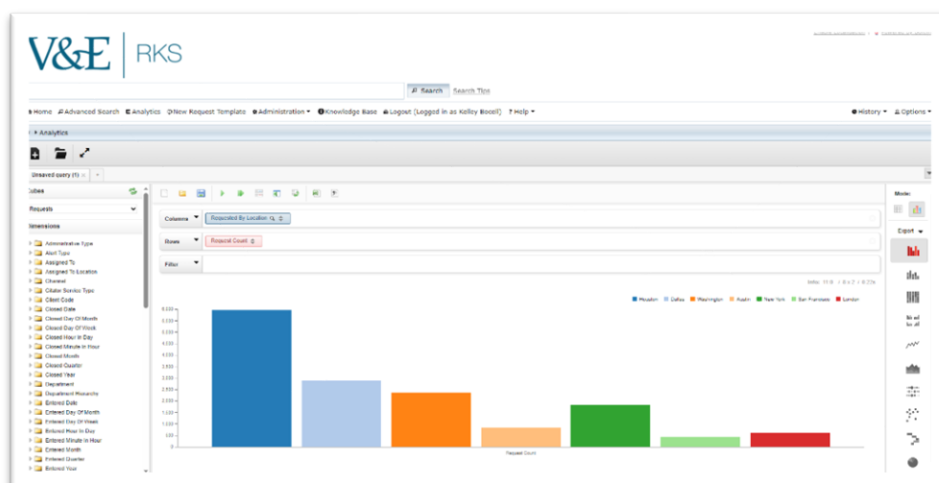 V&E RKS
Search Search Tips
Home Advanced Search Analytics New Request Template Administration Knowledge Base Logout (Logged in as Kelley Bocell) ? Help History Options
Analytics
Unsaved query (1)
Cubes
Requests
Dimensions
Administrative Type
Alert Type
Assigned To
Assigned To Location
Channel
Citator Service Type
Client Code
Closed Date
Closed Day Of Month
Closed Day Of Week
Closed Hour in Day
Closed Minute in Hour
Closed Month
Closed Quarter
Closed Year
Department
Department Hierarchy
Entered Date
Entered Day Of Month
Entered Day Of Week
Entered Hour in Day
Entered Minute in Hour
Entered Month
Entered Quarter
Entered Year
Columns Requested By Location
Rows Request Count
Filter
Houston Dallas Washington Austin New York San Francisco London
Request Count
Mode:
Export